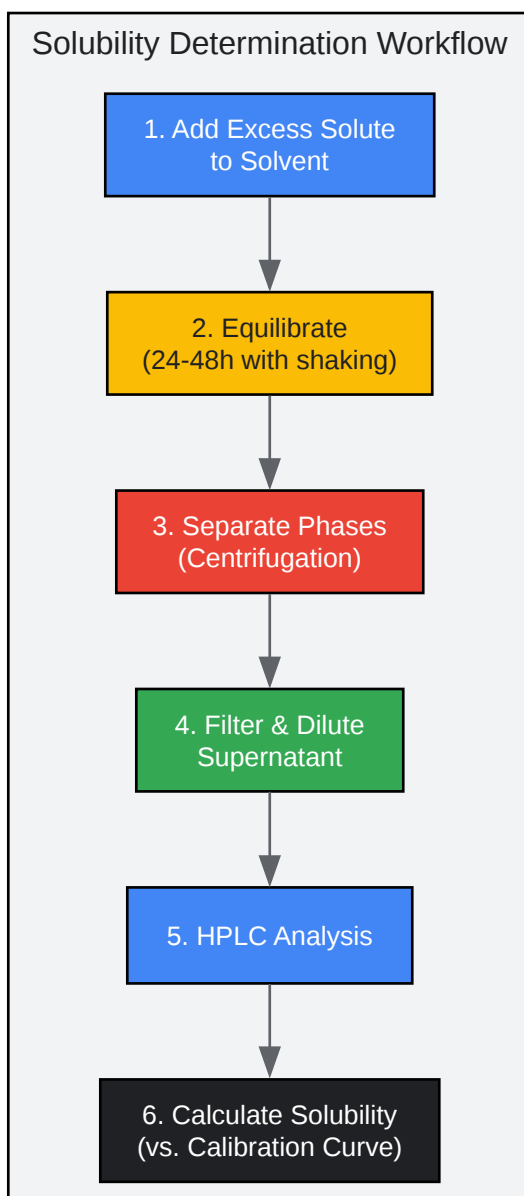 Solubility Determination Workflow
1. Add Excess Solute
to Solvent
2. Equilibrate
(24-48h with shaking)
3. Separate Phases
(Centrifugation)
4. Filter & Dilute
Supernatant
5. HPLC Analysis
6. Calculate Solubility
(vs. Calibration Curve)